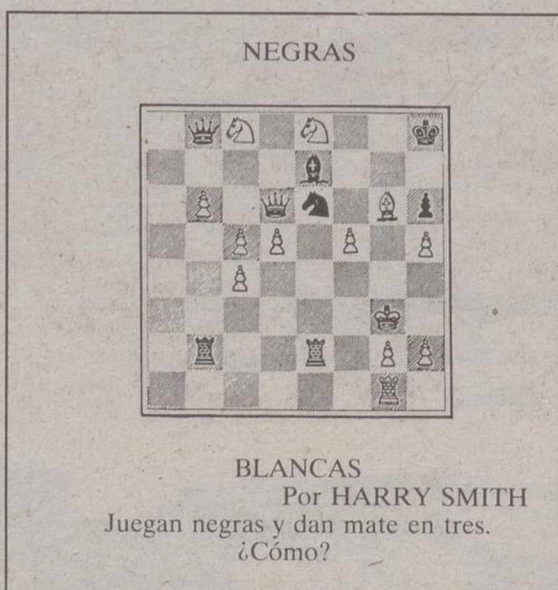 NEGRAS
BLANCAS
Por HARRY SMITH
Juegan negras y dan mate en tres.
¿Cómo?